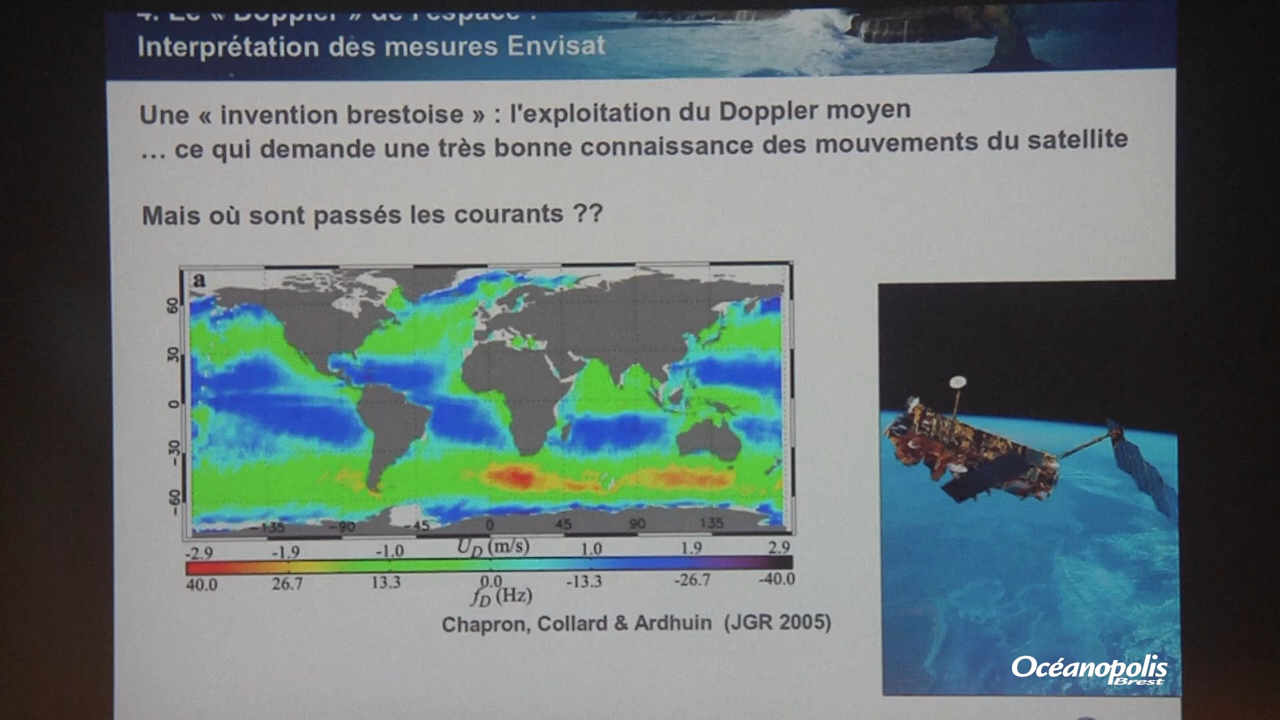 4. Le « Doppler » de l'espace :
Interprétation des mesures Envisat
Une « invention brestoise » : l'exploitation du Doppler moyen
… ce qui demande une très bonne connaissance des mouvements du satellite
Mais où sont passés les courants ??
a
60
30
0
-30
-60
-135 -90 -45 0 45 90 135
-2.9 -1.9 -1.0 UD (m/s) 1.0 1.9 2.9
40.0 26.7 13.3 0.0 -13.3 -26.7 -40.0
fD (Hz)
Chapron, Collard & Ardhuin (JGR 2005)
Océanopolis
Brest